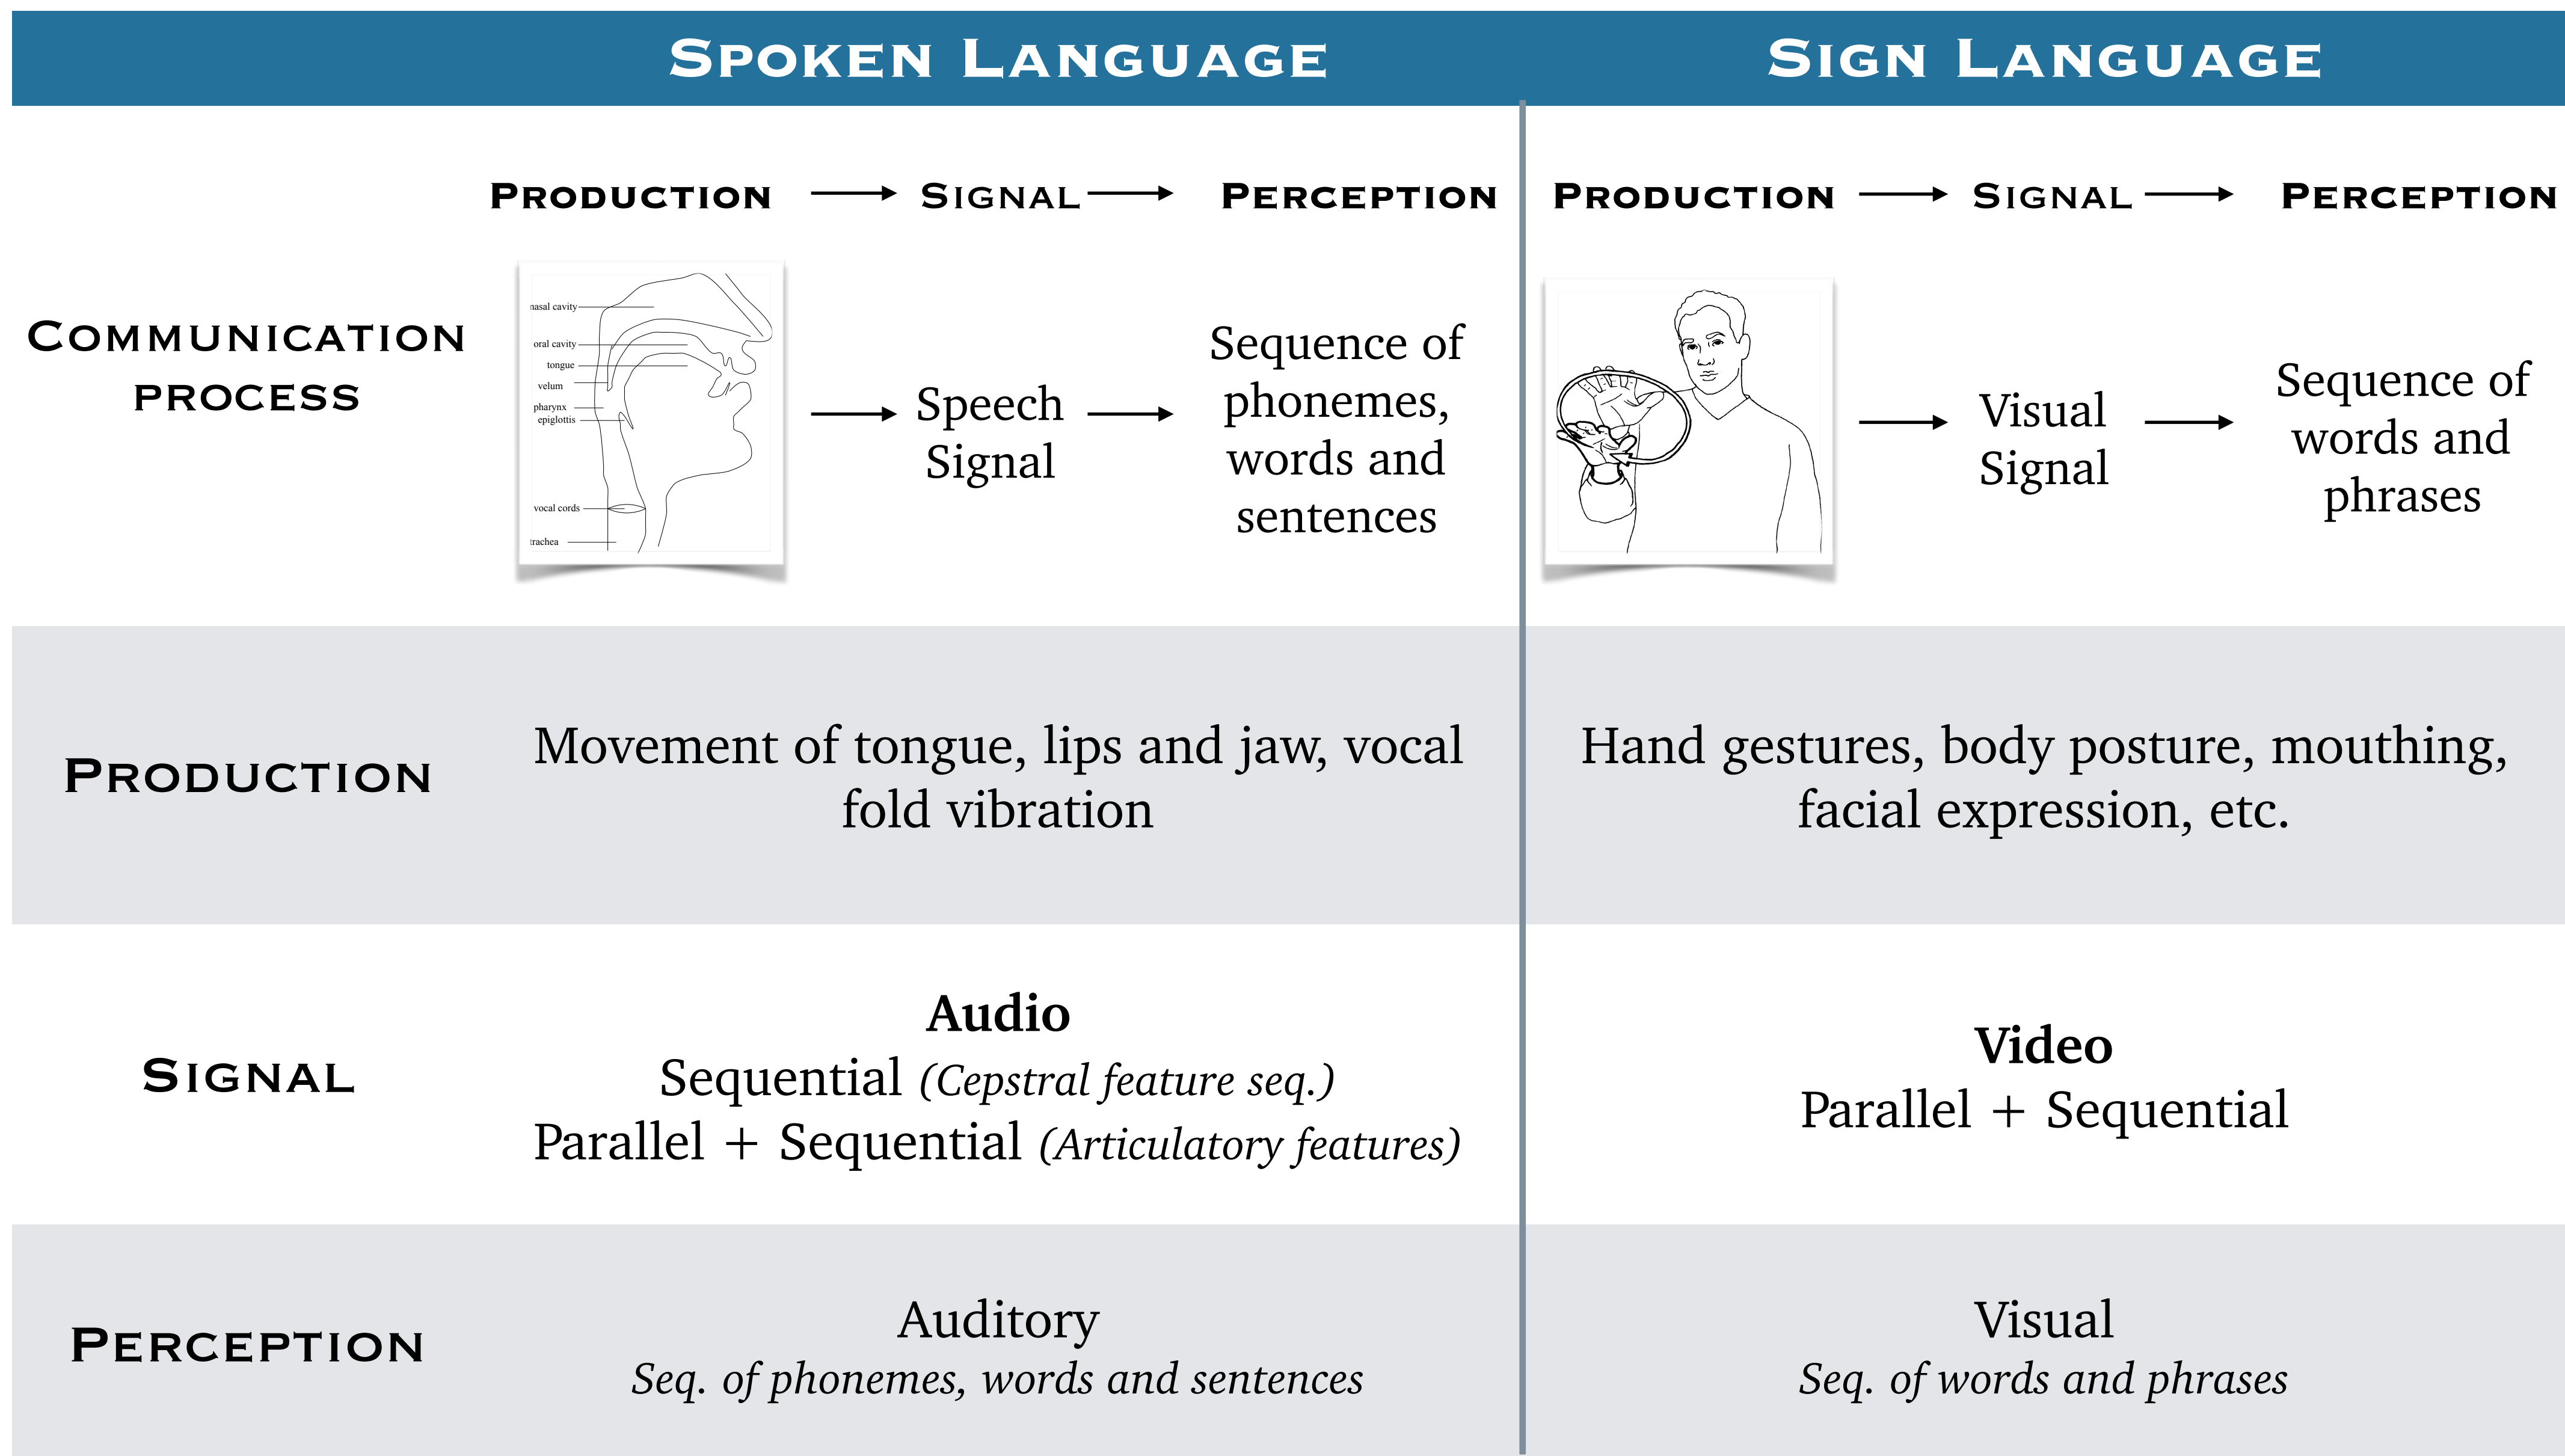 SPOKEN LANGUAGE
SIGN LANGUAGE
COMMUNICATION
PROCESS
PRODUCTION
SIGNAL
PERCEPTION
nasal cavity
oral cavity
tongue
velum
pharynx
epiglottis
vocal cords
trachea
Speech
Signal
Sequence of
phonemes,
words and
sentences
PRODUCTION
SIGNAL
PERCEPTION
Visual
Signal
Sequence of
words and
phrases
PRODUCTION
Movement of tongue, lips and jaw, vocal
fold vibration
Hand gestures, body posture, mouthing,
facial expression, etc.
SIGNAL
Audio
Sequential (Cepstral feature seq.)
Parallel + Sequential (Articulatory features)
Video
Parallel + Sequential
PERCEPTION
Auditory
Seq. of phonemes, words and sentences
Visual
Seq. of words and phrases